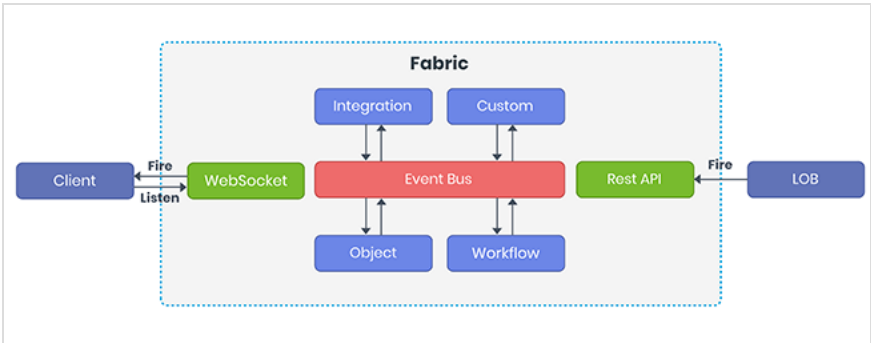 Fabric
Integration
Custom
Client
Fire
Listen
WebSocket
Event Bus
Rest API
Fire
LOB
Object
Workflow